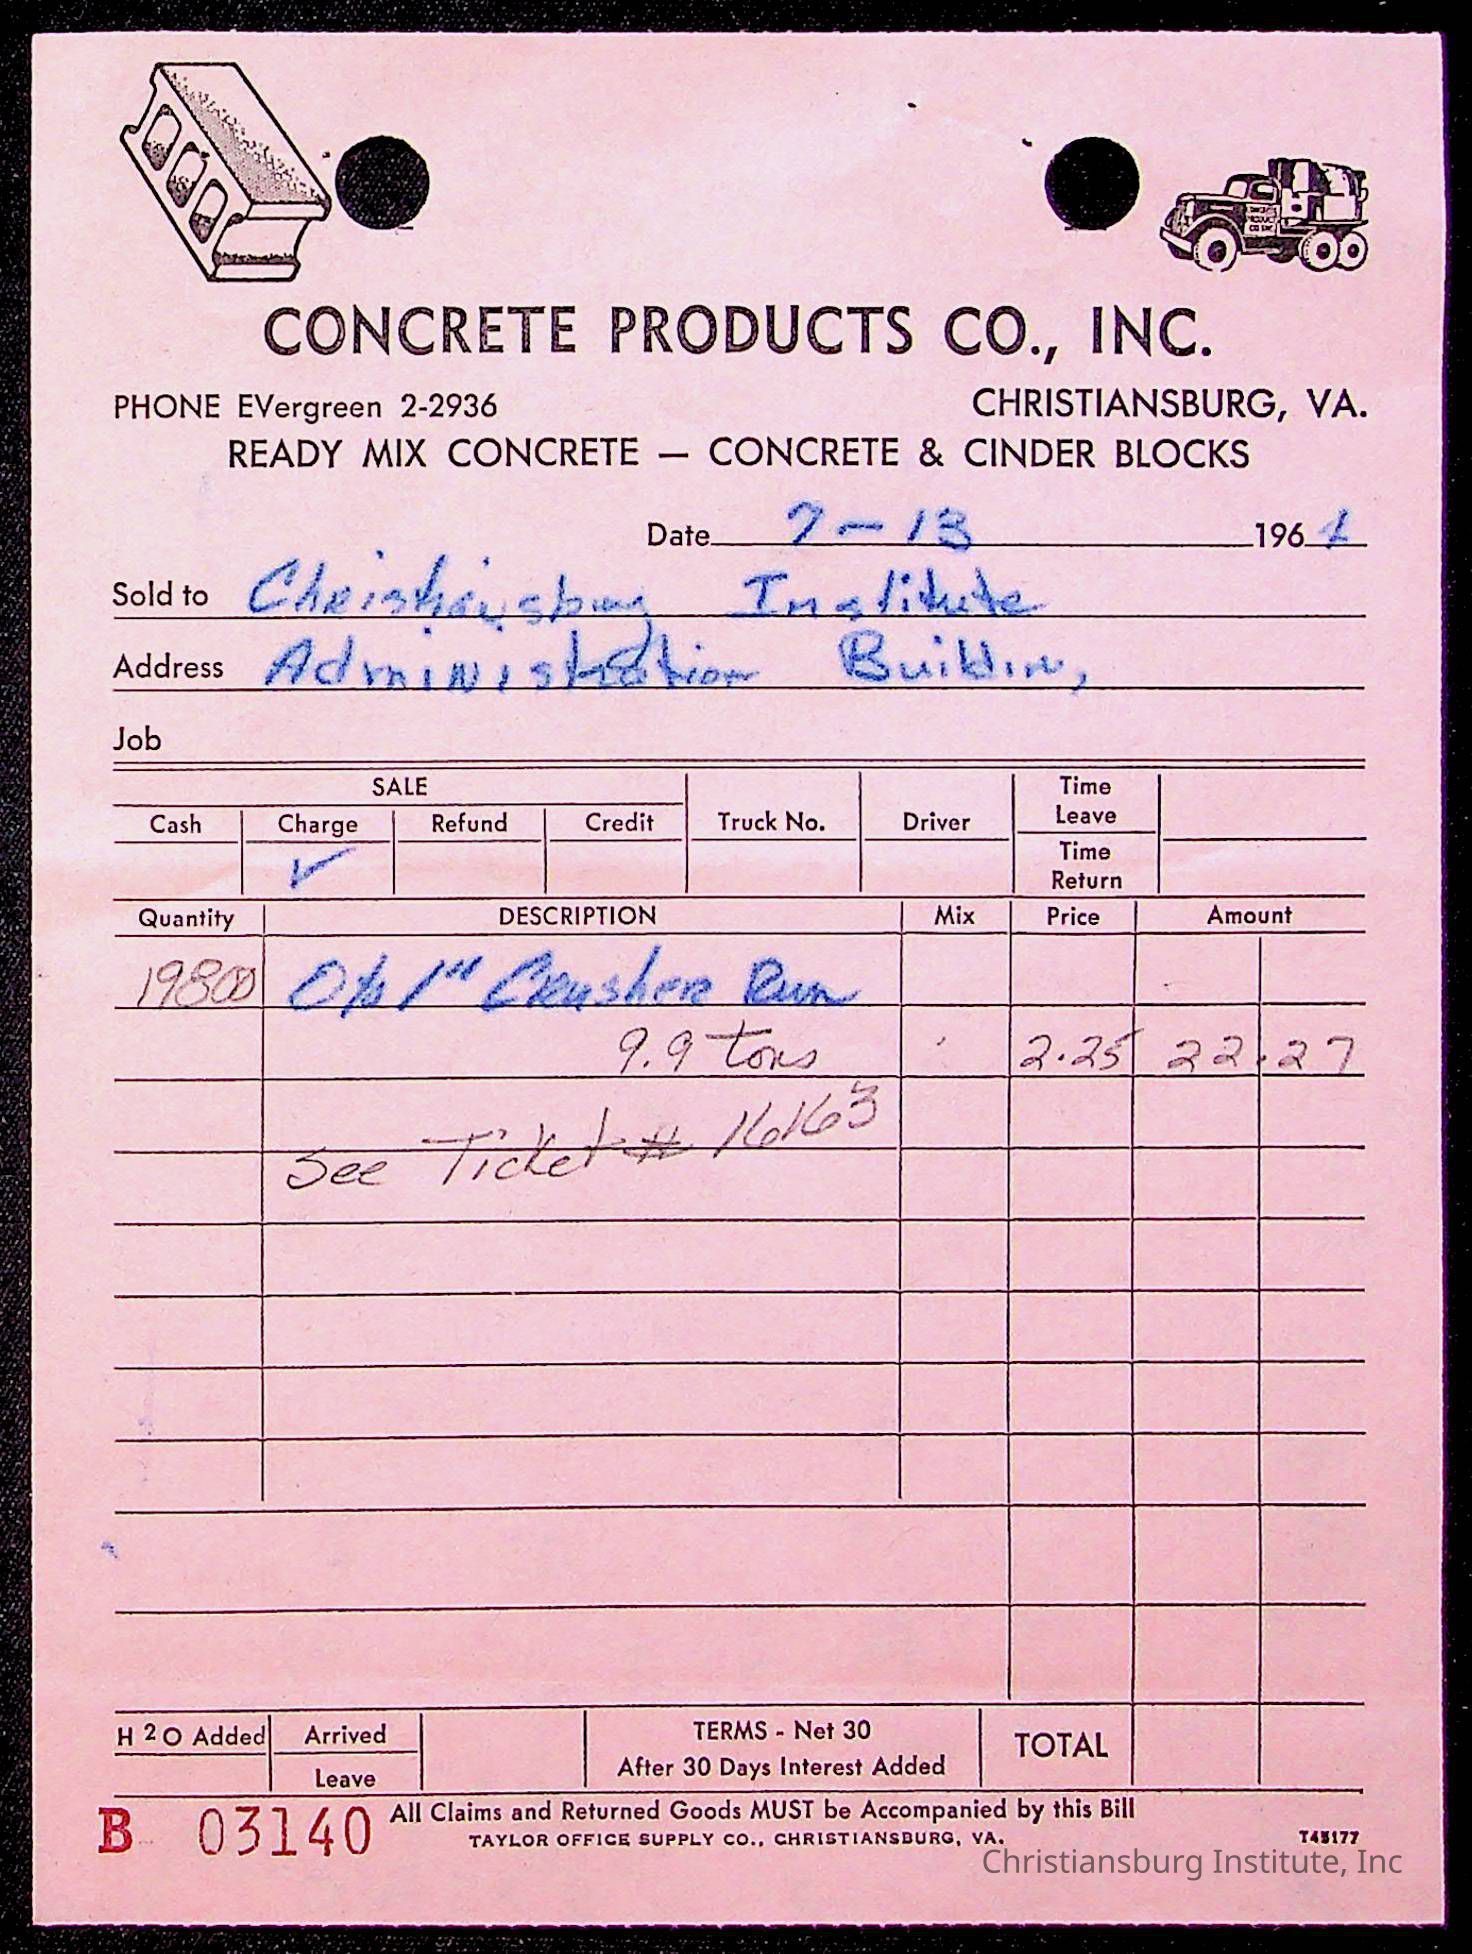 CONCRETE PRODUCTS CO., INC.
PHONE EVergreen 2-2936 CHRISTIANSBURG, VA.
READY MIX CONCRETE — CONCRETE & CINDER BLOCKS
Date 7-13 1961
Sold to Christiansburg Institute
Address Administration Buildin,
Job
SALE
Cash Charge Refund Credit Truck No. Driver Time Leave
✓ Time Return
Quantity DESCRIPTION Mix Price Amount
19800 0 to 1" Crushere Run
9.9 tons 2.25 22.27
See Ticket # 16163
H2O Added Arrived TERMS - Net 30 TOTAL
Leave After 30 Days Interest Added
B 03140 All Claims and Returned Goods MUST be Accompanied by this Bill
TAYLOR OFFICE SUPPLY CO., CHRISTIANSBURG, VA. T45177
Christiansburg Institute, Inc